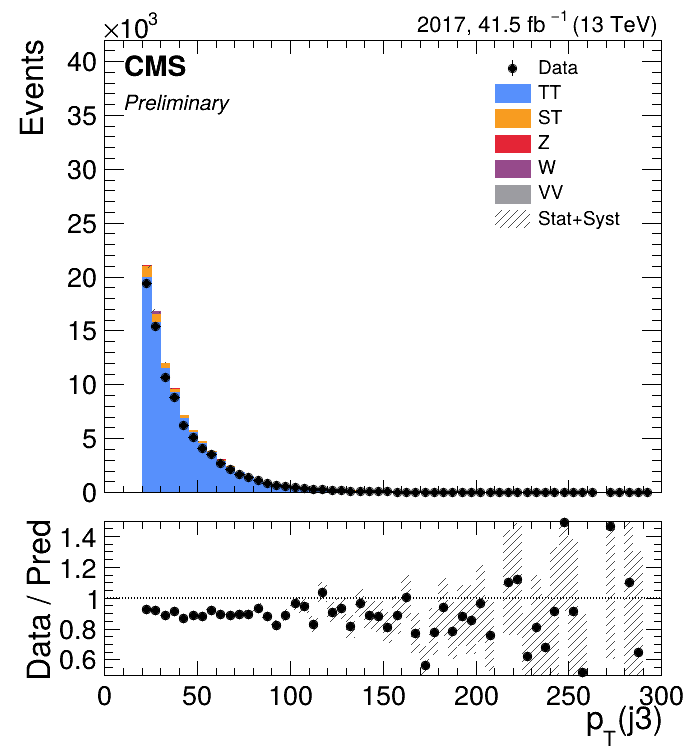 ×10³
2017, 41.5 fb⁻¹ (13 TeV)
Events
40
35
30
25
20
15
10
5
0
CMS
Preliminary
Data
TT
ST
Z
W
VV
Stat+Syst
Data / Pred
1.4
1.2
1
0.8
0.6
0
50
100
150
200
250
300
p_T(j3)